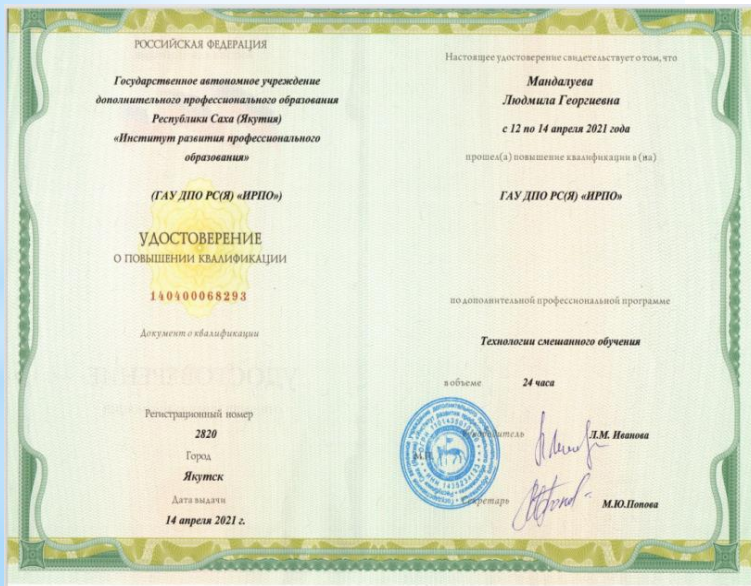 РОССИЙСКАЯ ФЕДЕРАЦИЯ
Государственное автономное учреждение
дополнительного профессионального образования
Республики Саха (Якутия)
«Институт развития профессионального
образования»
(ГАУ ДПО РС(Я) «ИРПО»)
УДОСТОВЕРЕНИЕ
О ПОВЫШЕНИИ КВАЛИФИКАЦИИ
140400068293
Документ о квалификации
Регистрационный номер
2820
Город
Якутск
Дата выдачи
14 апреля 2021 г.
Настоящее удостоверение свидетельствует о том, что
Мандалуева
Людмила Георгиевна
с 12 по 14 апреля 2021 года
прошел(а) повышение квалификации в (на)
ГАУ ДПО РС(Я) «ИРПО»
по дополнительной профессиональной программе
Технологии смешанного обучения
в объеме 24 часа
Руководитель Л.М. Иванова
М.П.
Секретарь М.Ю.Попова